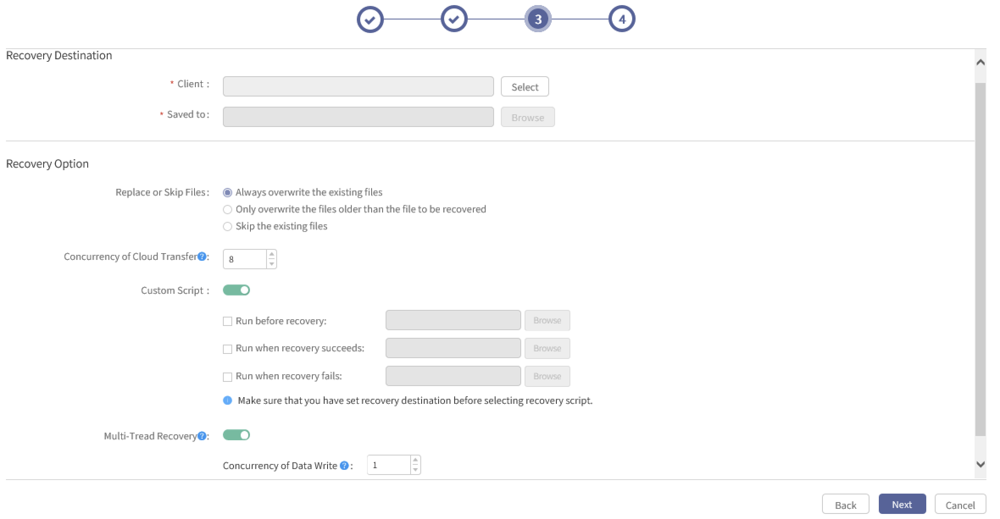 3 4
Recovery Destination
* Client : Select
* Saved to: Browse
Recovery Option
Replace or Skip Files: Always overwrite the existing files
Only overwrite the files older than the file to be recovered
Skip the existing files
Concurrency of Cloud Transfer?: 8
Custom Script :
Run before recovery: Browse
Run when recovery succeeds: Browse
Run when recovery fails: Browse
Make sure that you have set recovery destination before selecting recovery script.
Multi-Tread Recovery?:
Concurrency of Data Write ?: 1
Back Next Cancel